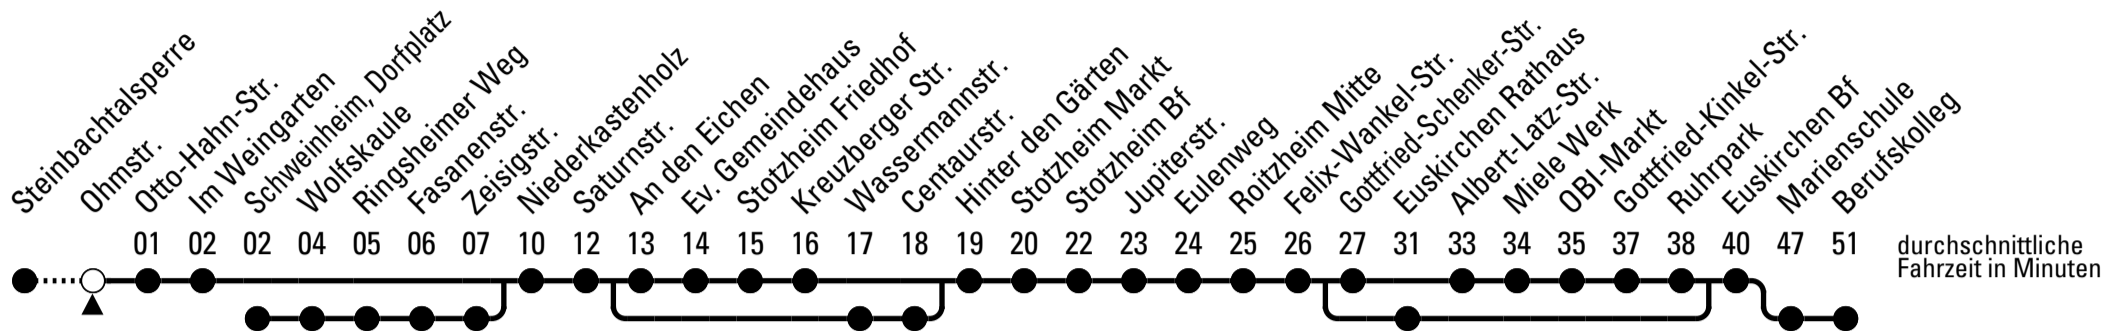 Steinbachtalsperre
Ohmstr.
Otto-Hahn-Str.
Im Weingarten
Schweinheim, Dorfplatz
Wolfskaule
Ringsheimer Weg
Fasanenstr.
Zeisigstr.
Niederkastenholz
Saturnstr.
An den Eichen
Ev. Gemeindehaus
Stotzheim Friedhof
Kreuzberger Str.
Wassermannstr.
Centaurstr.
Hinter den Gärten
Stotzheim Markt
Stotzheim Bf
Jupiterstr.
Eulenweg
Roitzheim Mitte
Felix-Wankel-Str.
Gottfried-Schenker-Str.
Euskirchen Rathaus
Albert-Latz-Str.
Miele Werk
OBI-Markt
Gottfried-Kinkel-Str.
Ruhrpark
Euskirchen Bf
Marienschule
Berufskolleg
01 02 02 04 05 06 07 10 12 13 14 15 16 17 18 19 20 22 23 24 25 26 27 31 33 34 35 37 38 40 47 51
durchschnittliche
Fahrzeit in Minuten